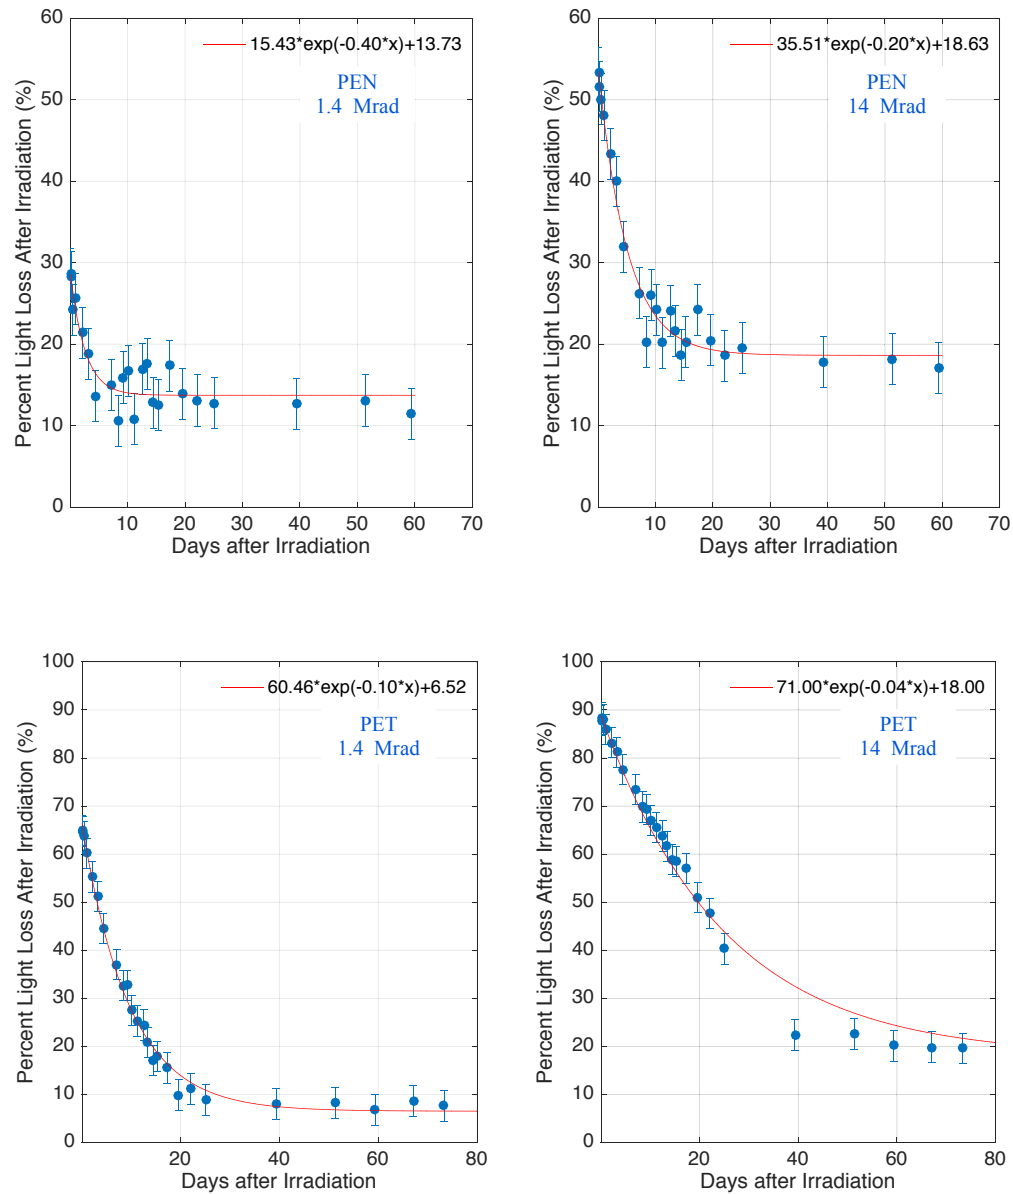 60
50
40
30
20
10
0
10 20 30 40 50 60 70
Percent Light Loss After Irradiation (%)
Days after Irradiation
15.43*exp(-0.40*x)+13.73
PEN
1.4 Mrad
60
50
40
30
20
10
0
10 20 30 40 50 60 70
Percent Light Loss After Irradiation (%)
Days after Irradiation
35.51*exp(-0.20*x)+18.63
PEN
14 Mrad
100
90
80
70
60
50
40
30
20
10
0
20 40 60 80
Percent Light Loss After Irradiation (%)
Days after Irradiation
60.46*exp(-0.10*x)+6.52
PET
1.4 Mrad
100
90
80
70
60
50
40
30
20
10
0
20 40 60 80
Percent Light Loss After Irradiation (%)
Days after Irradiation
71.00*exp(-0.04*x)+18.00
PET
14 Mrad